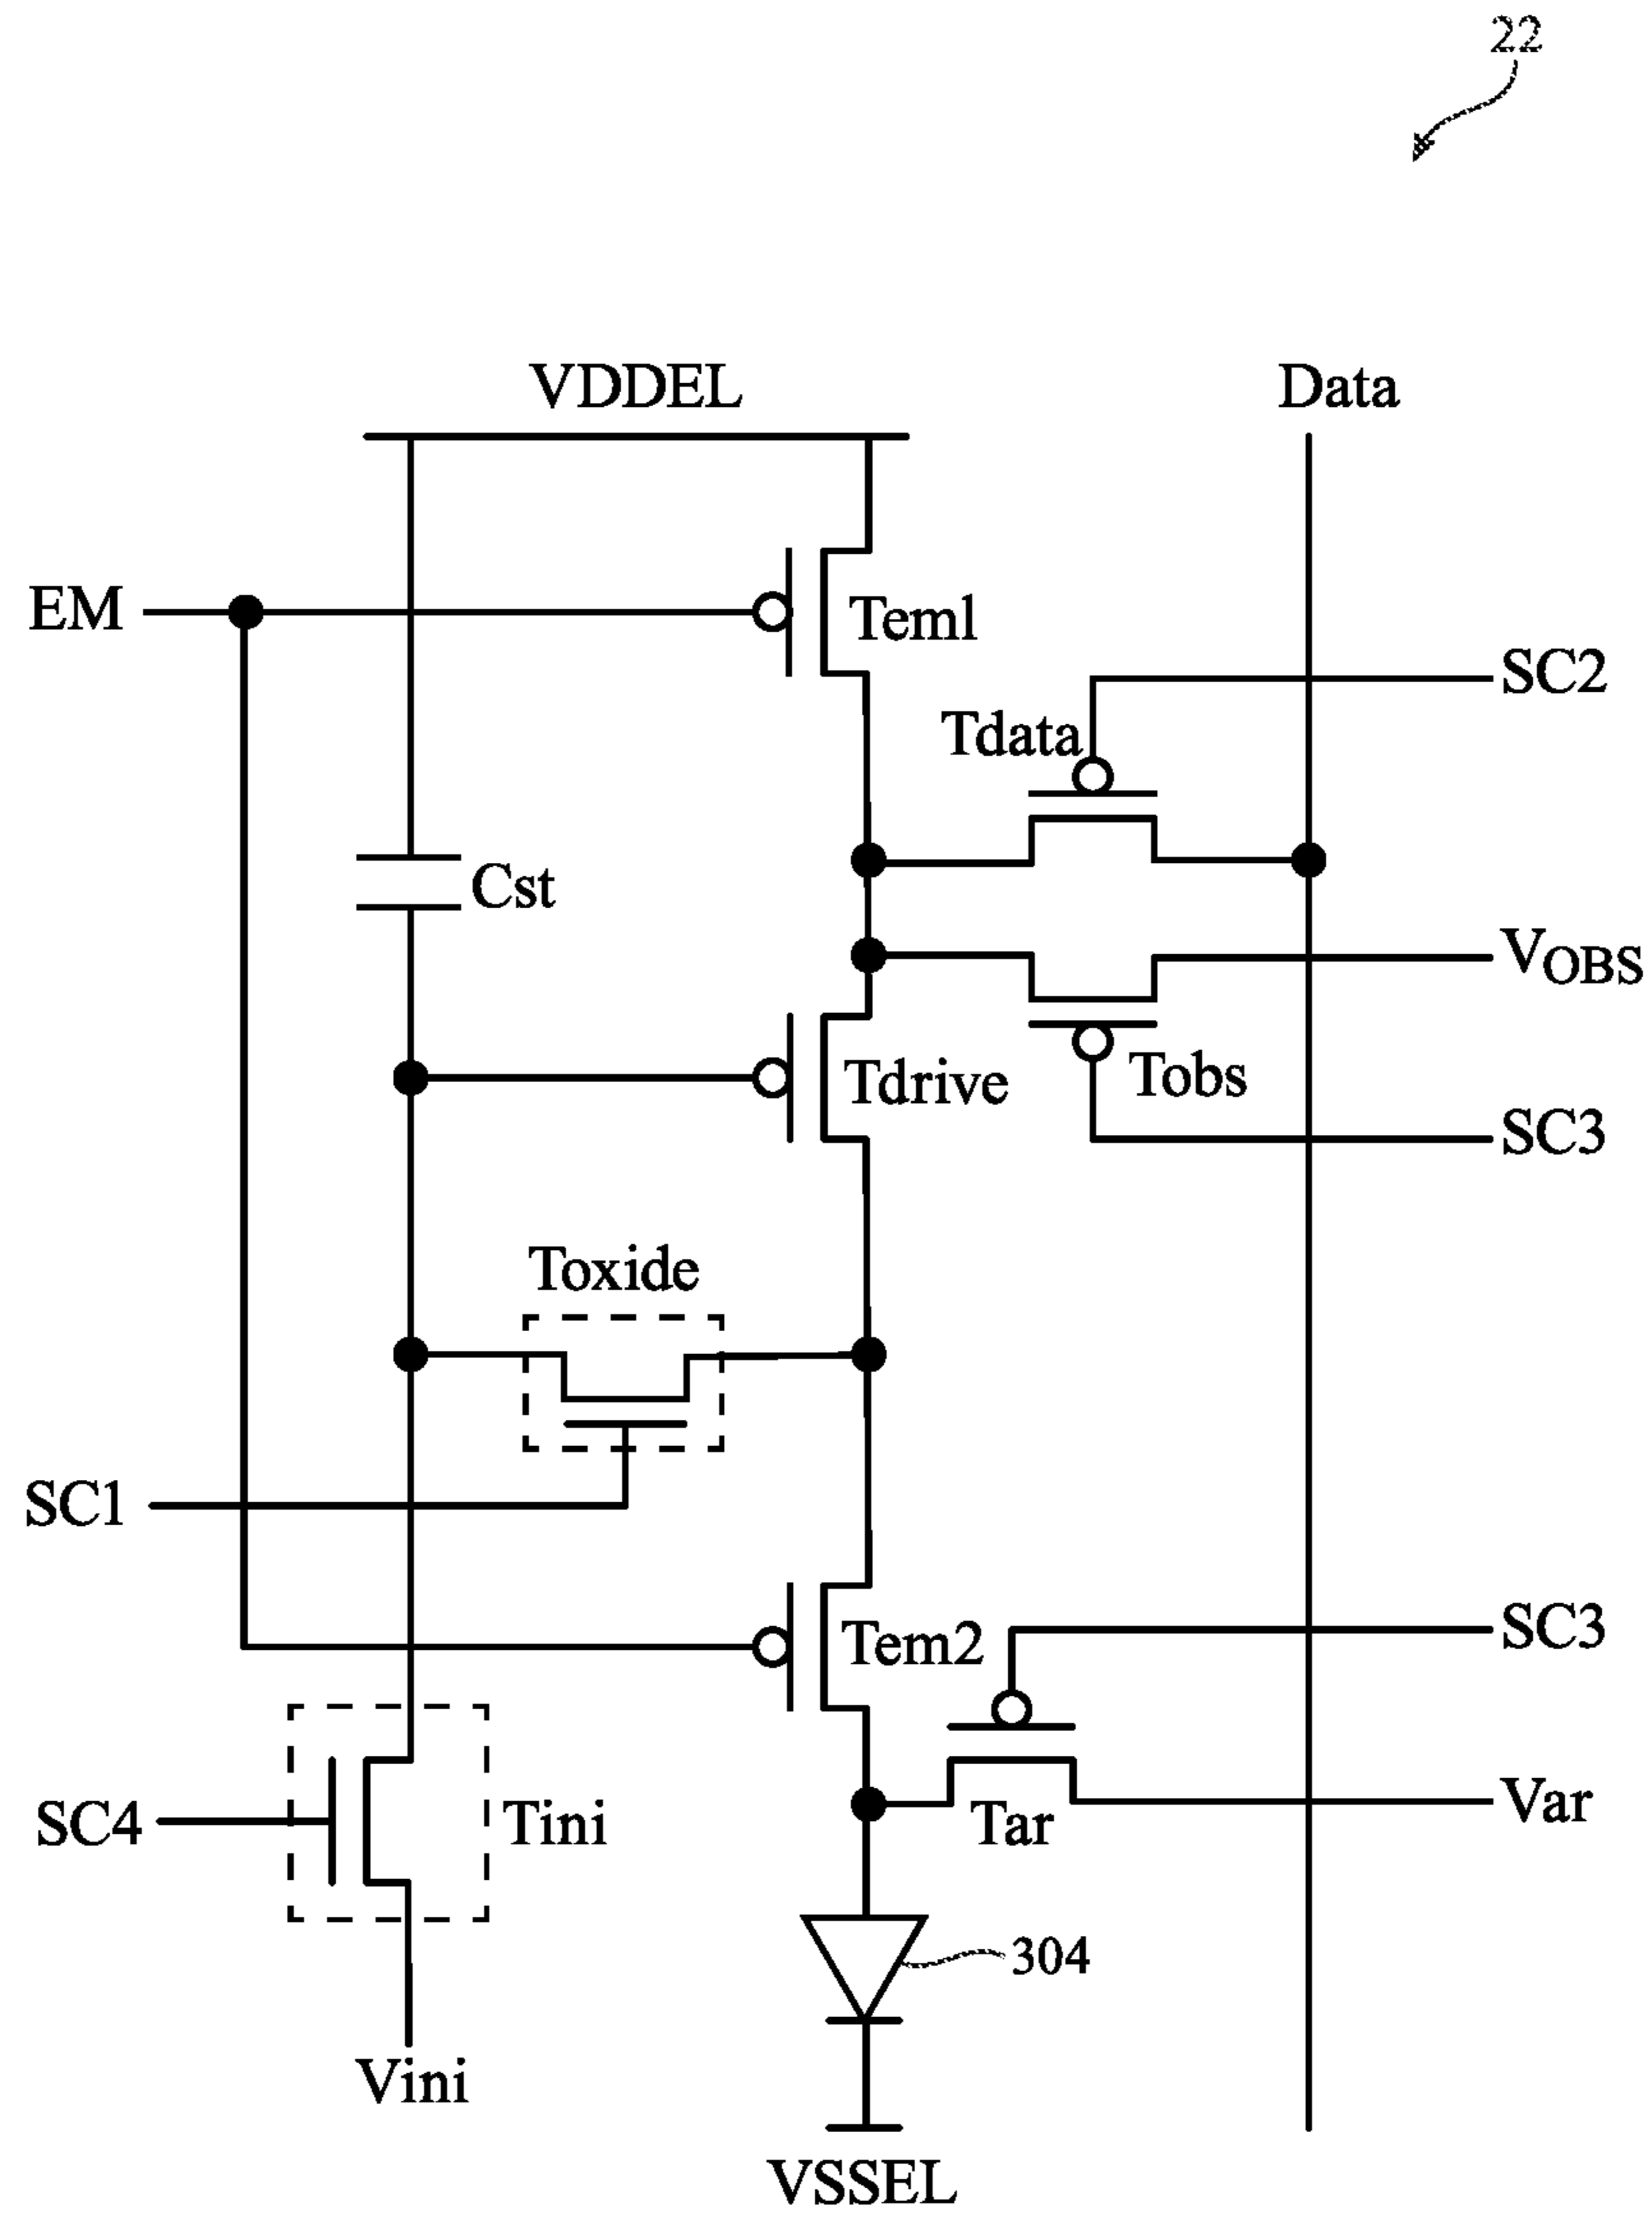 22
VDDEL
Data
EM
Teml
SC2
Tdata
Cst
VOBS
Tdrive
Tobs
SC3
Toxide
SC1
SC3
Tem2
Var
SC4
Tini
Tar
304
Vini
VSSEL